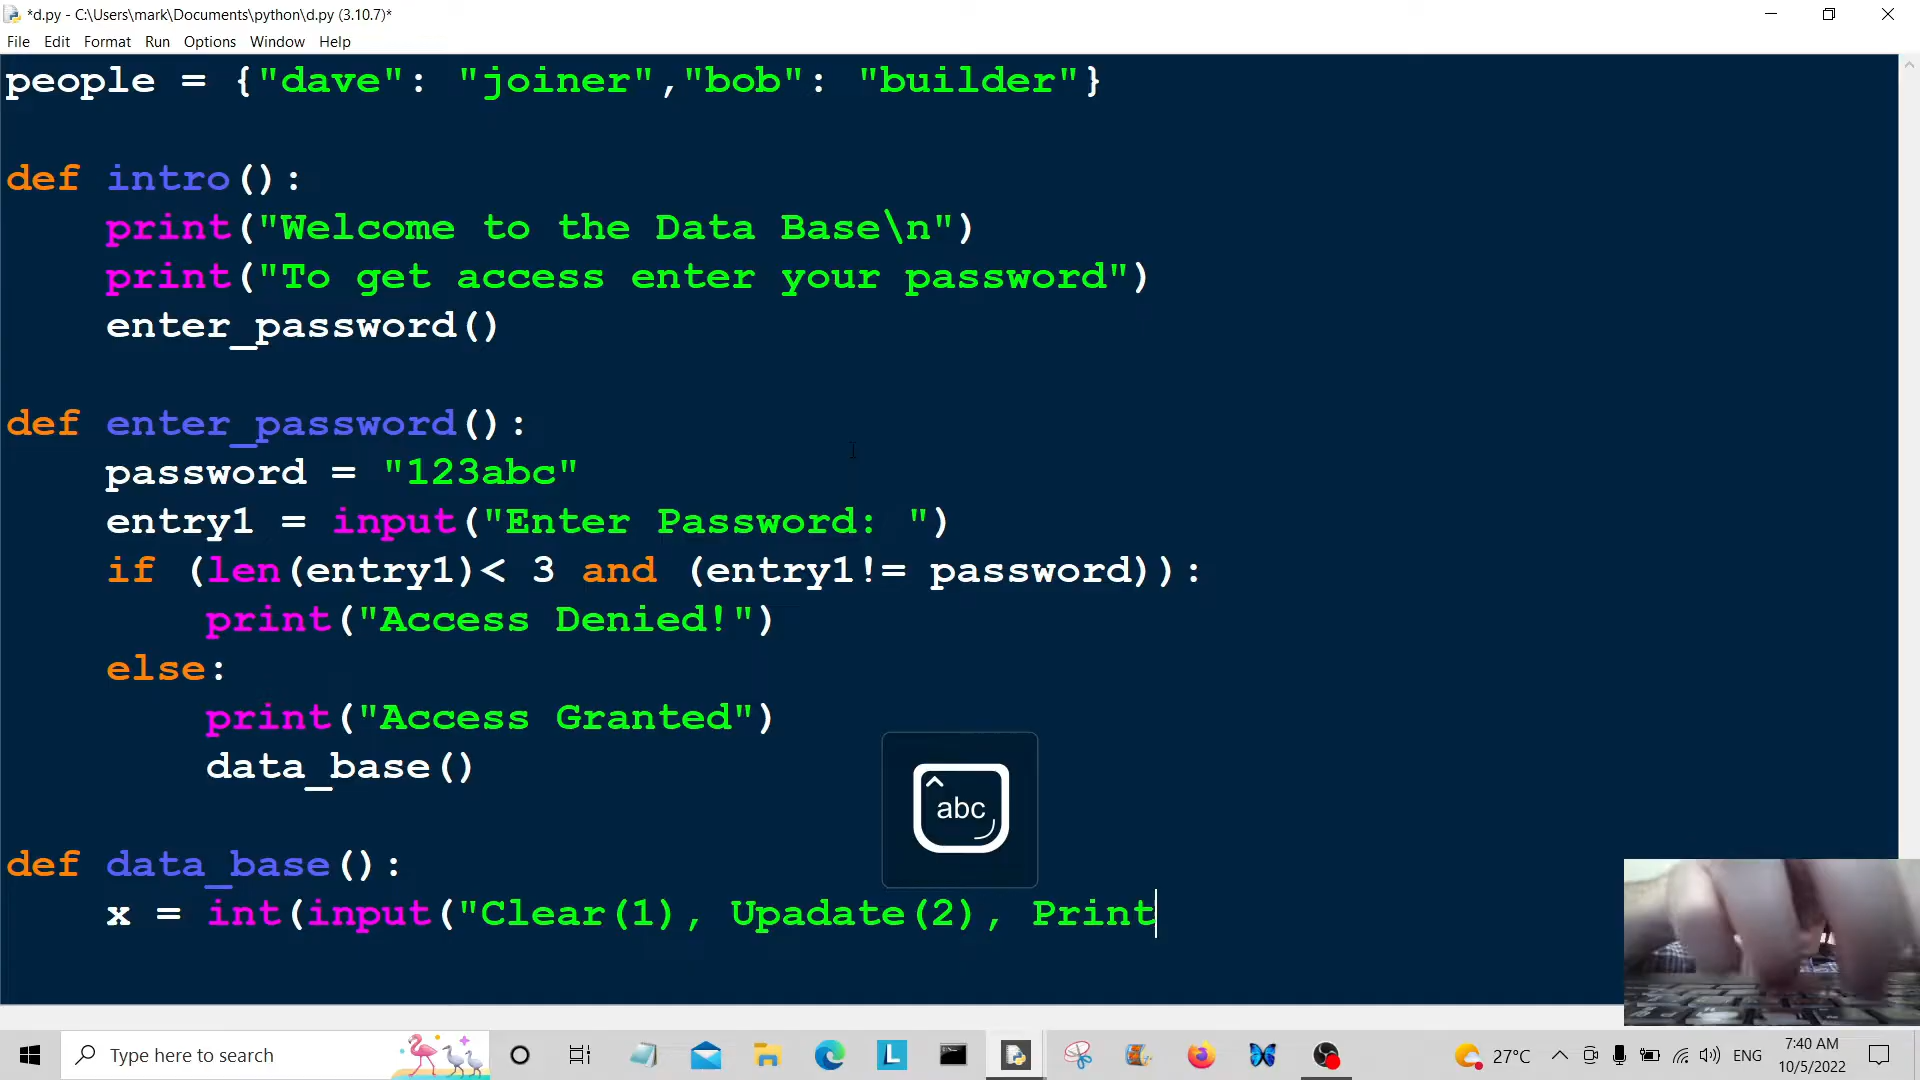 *d.py - C:\Users\mark\Documents\python\d.py (3.10.7)*
File Edit Format Run Options Window Help
people = {"dave": "joiner","bob": "builder"}
def intro():
    print("Welcome to the Data Base\n")
    print("To get access enter your password")
    enter_password()
def enter_password():
    password = "123abc"
    entry1 = input("Enter Password: ")
    if (len(entry1)< 3 and (entry1!= password)):
        print("Access Denied!")
    else:
        print("Access Granted")
        data_base()
abc
def data_base():
    x = int(input("Clear(1), Upadate(2), Print
Type here to search
L
27°C
ENG
7:40 AM
10/5/2022